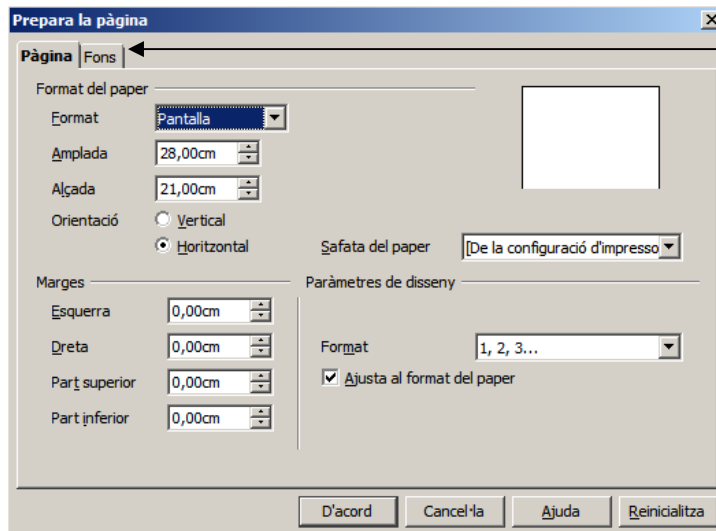 Prepara la pàgina
Pàgina Fons
Format del paper
Format Pantalla
Amplada 28,00cm
Alçada 21,00cm
Orientació Vertical
Horitzontal Safata del paper [De la configuració d'impresso
Marges Paràmetres de disseny
Esquerra 0,00cm
Dreta 0,00cm Format 1, 2, 3...
Part superior 0,00cm Ajusta al format del paper
Part inferior 0,00cm
D'acord Cancel·la Ajuda Reinicialitza